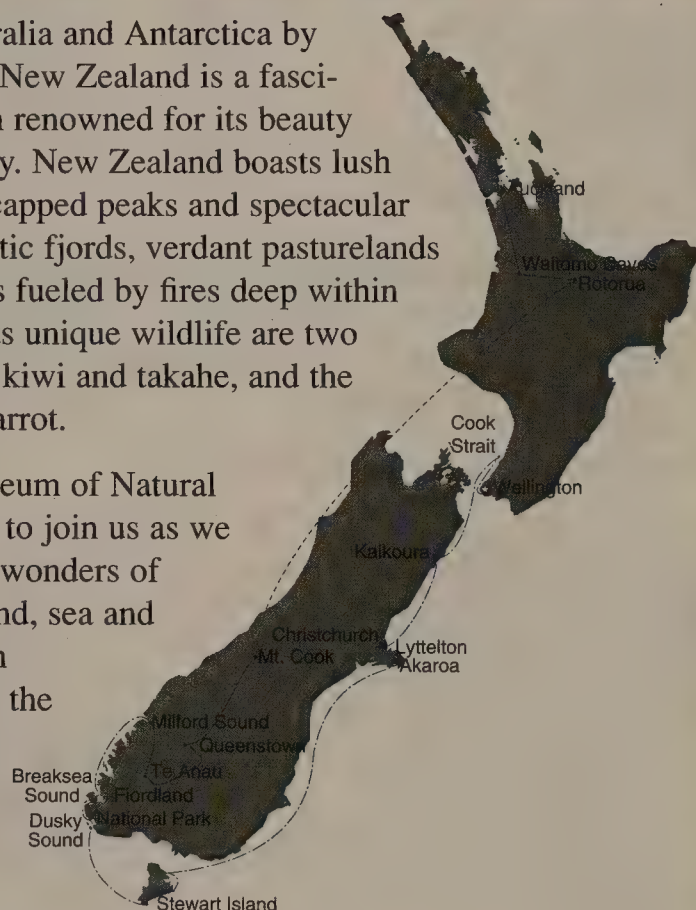 ralia and Antarctica by
New Zealand is a fasci-
renowned for its beauty
y. New Zealand boasts lush
capped peaks and spectacular
tic fjords, verdant pasturelands
s fueled by fires deep within
s unique wildlife are two
kiwi and takahe, and the
arrot.
eum of Natural
to join us as we
wonders of
nd, sea and
n
the
Auckland
Waitomo Caves
Rotorua
Cook
Strait
Wellington
Kaikoura
Christchurch
Lyttelton
Mt. Cook
Akaroa
Milford Sound
Queenstown
Te Anau
Breaksea
Sound
Fiordland
National Park
Dusky
Sound
Stewart Island